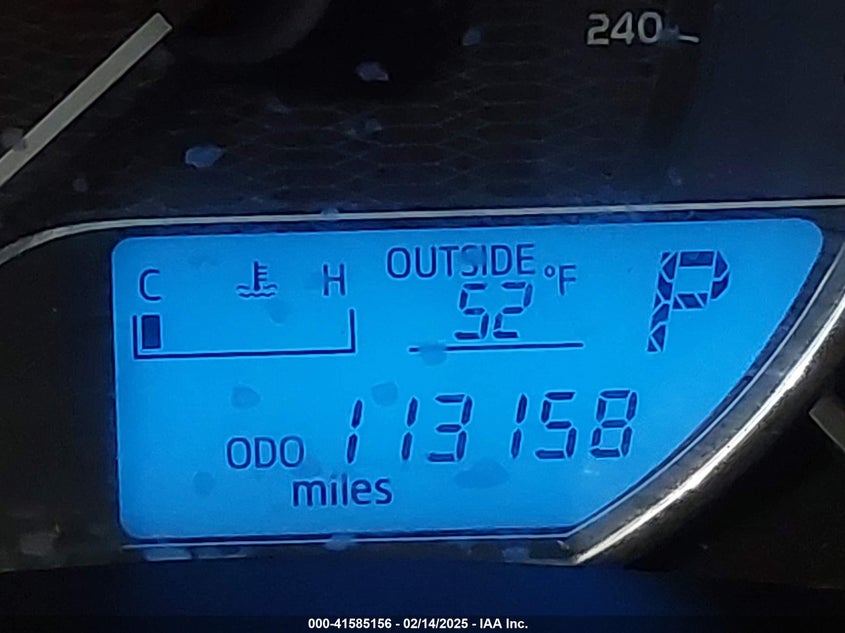 240
OUTSIDE
C H 52 °F P
ODO 113158
miles
000-41585156 - 02/14/2025 - IAA Inc.